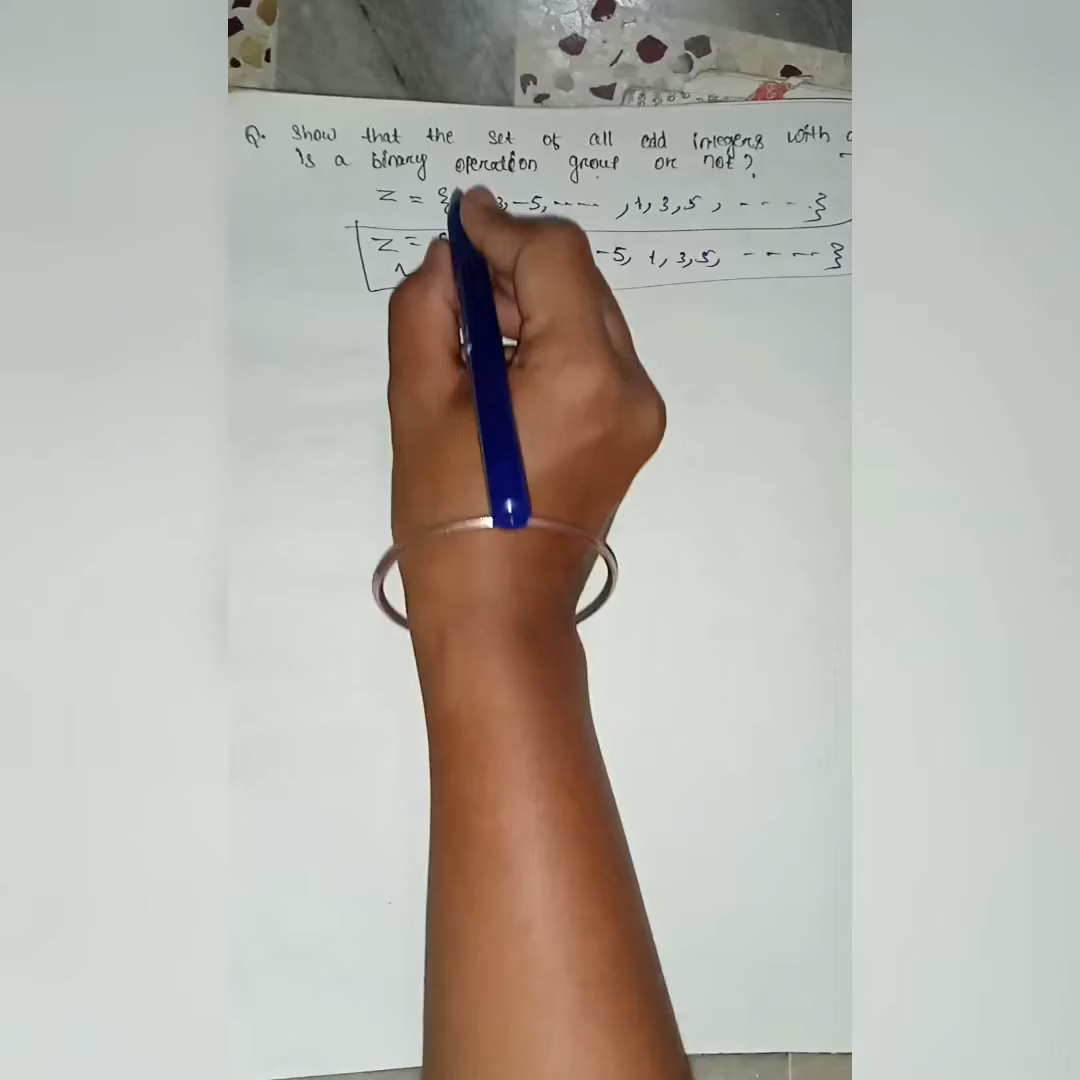 Q. Show that the set of all odd integers with
Is a binary operation group or not?
Z = { 3, -5, ---- , 1, 3, 5, ---- }
Z = -5, 1, 3, 5, ---- }